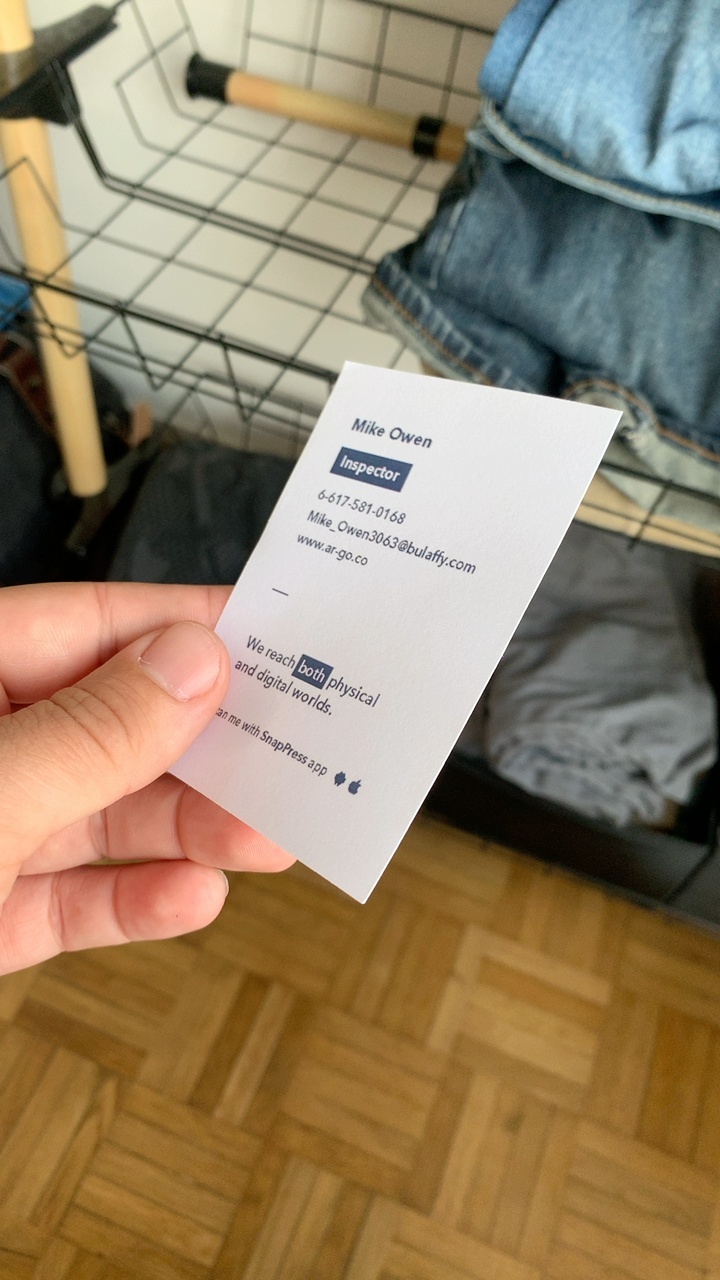 Mike Owen
Inspector
6-617-581-0168
Mike_Owen3063@bulaffy.com
www.ar-go.co
—
We reach both physical
and digital worlds.
me with SnapPress app